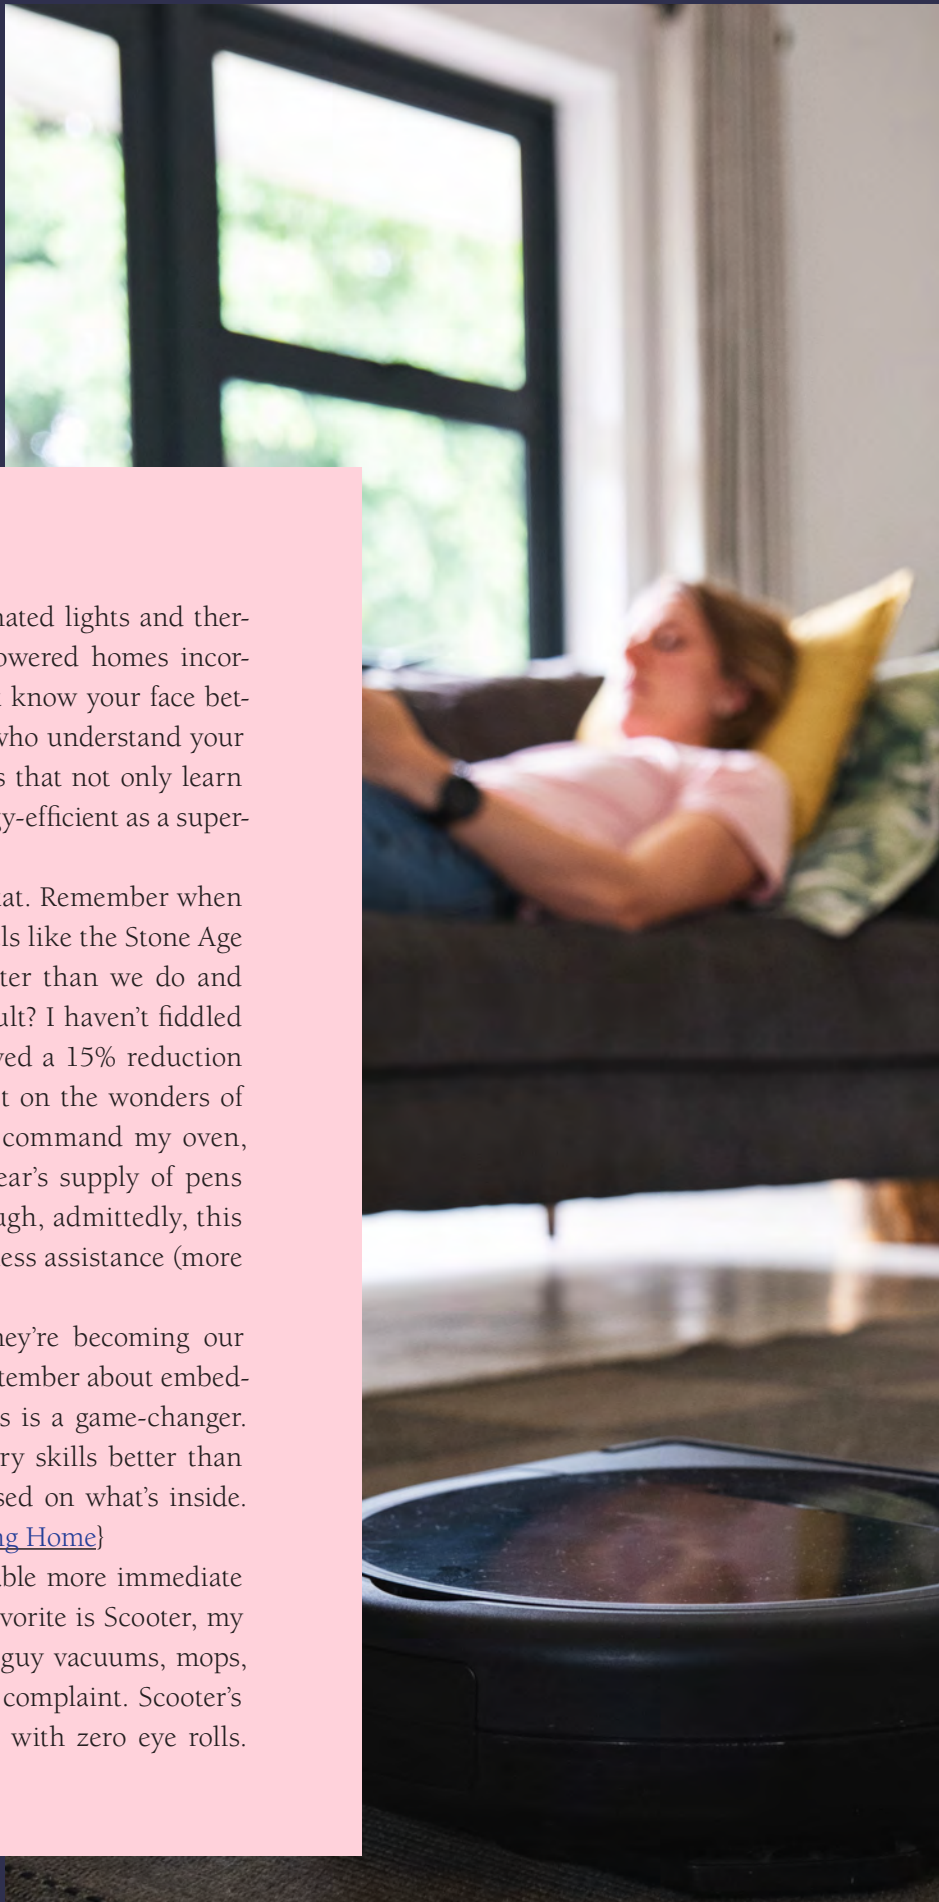 nated lights and ther-
owered homes incor-
know your face bet-
who understand your
s that not only learn
y-efficient as a super-
at. Remember when
ls like the Stone Age
ter than we do and
ult? I haven’t fiddled
ved a 15% reduction
t on the wonders of
command my oven,
ear’s supply of pens
ugh, admittedly, this
ess assistance (more
hey’re becoming our
tember about embed-
s is a game-changer.
ry skills better than
sed on what’s inside.
ng Home}
ble more immediate
vorite is Scooter, my
guy vacuums, mops,
complaint. Scooter’s
with zero eye rolls.